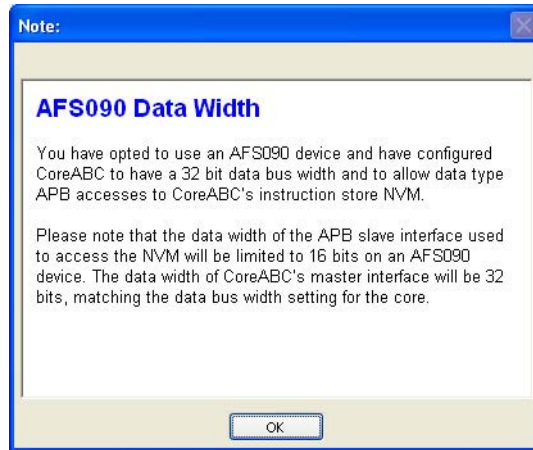 Note:
AFS090 Data Width
You have opted to use an AFS090 device and have configured
CoreABC to have a 32 bit data bus width and to allow data type
APB accesses to CoreABC's instruction store NVM.
Please note that the data width of the APB slave interface used
to access the NVM will be limited to 16 bits on an AFS090
device. The data width of CoreABC's master interface will be 32
bits, matching the data bus width setting for the core.
OK